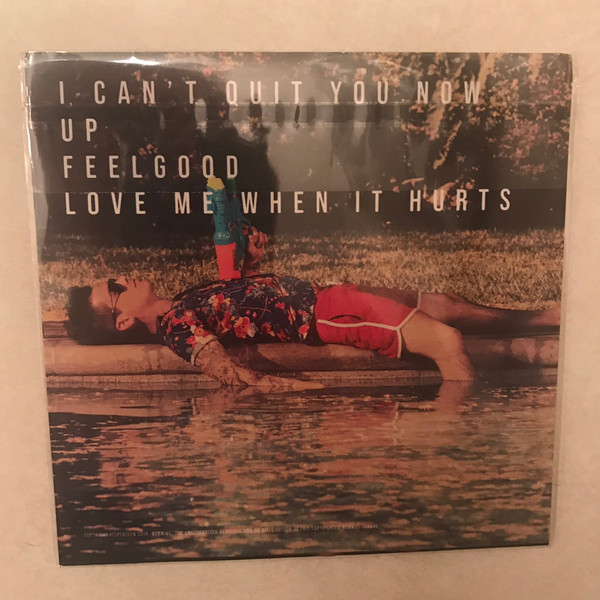 I CAN'T QUIT YOU NOW
UP
FEELGOOD
LOVE ME WHEN IT HURTS